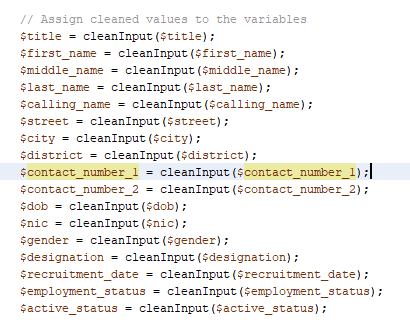 // Assign cleaned values to the variables
$title = cleanInput($title);
$first_name = cleanInput($first_name);
$middle_name = cleanInput($middle_name);
$last_name = cleanInput($last_name);
$calling_name = cleanInput($calling_name);
$street = cleanInput($street);
$city = cleanInput($city);
$district = cleanInput($district);
$contact_number_1 = cleanInput($contact_number_1);
$contact_number_2 = cleanInput($contact_number_2);
$dob = cleanInput($dob);
$nic = cleanInput($nic);
$gender = cleanInput($gender);
$designation = cleanInput($designation);
$recruitment_date = cleanInput($recruitment_date);
$employment_status = cleanInput($employment_status);
$active_status = cleanInput($active_status);